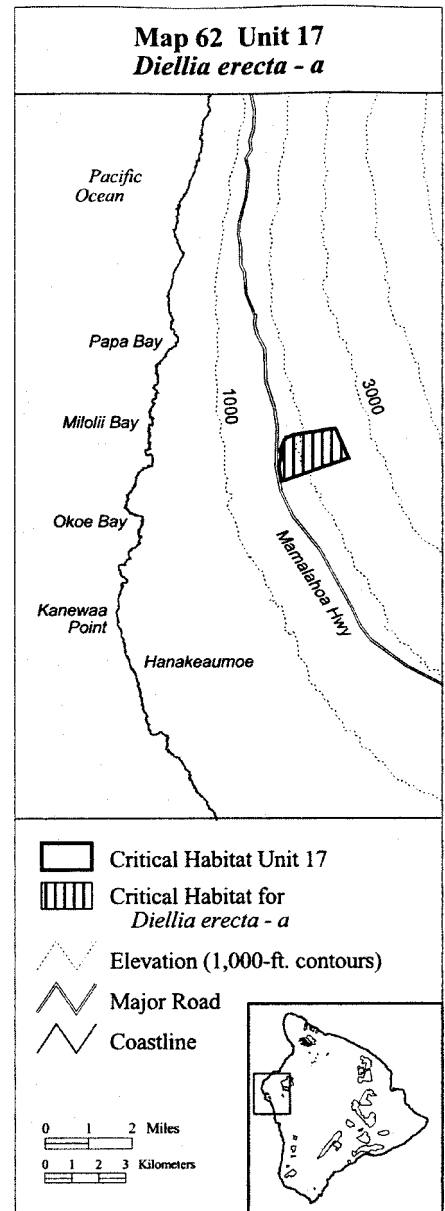 Map 62 Unit 17
Diellia erecta - a
Pacific
Ocean
Papa Bay
1000
3000
Milolii Bay
Okoe Bay
Mamalahoa Hwy
Kanewaa
Point
Hanakeaumoe
Critical Habitat Unit 17
Critical Habitat for
Diellia erecta - a
Elevation (1,000-ft. contours)
Major Road
Coastline
0 1 2 Miles
0 1 2 3 Kilometers